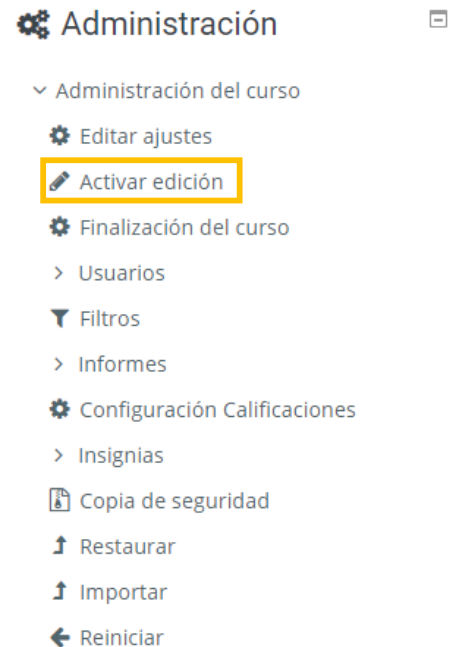 Administración
Administración del curso
Editar ajustes
Activar edición
Finalización del curso
Usuarios
Filtros
Informes
Configuración Calificaciones
Insignias
Copia de seguridad
Restaurar
Importar
Reiniciar